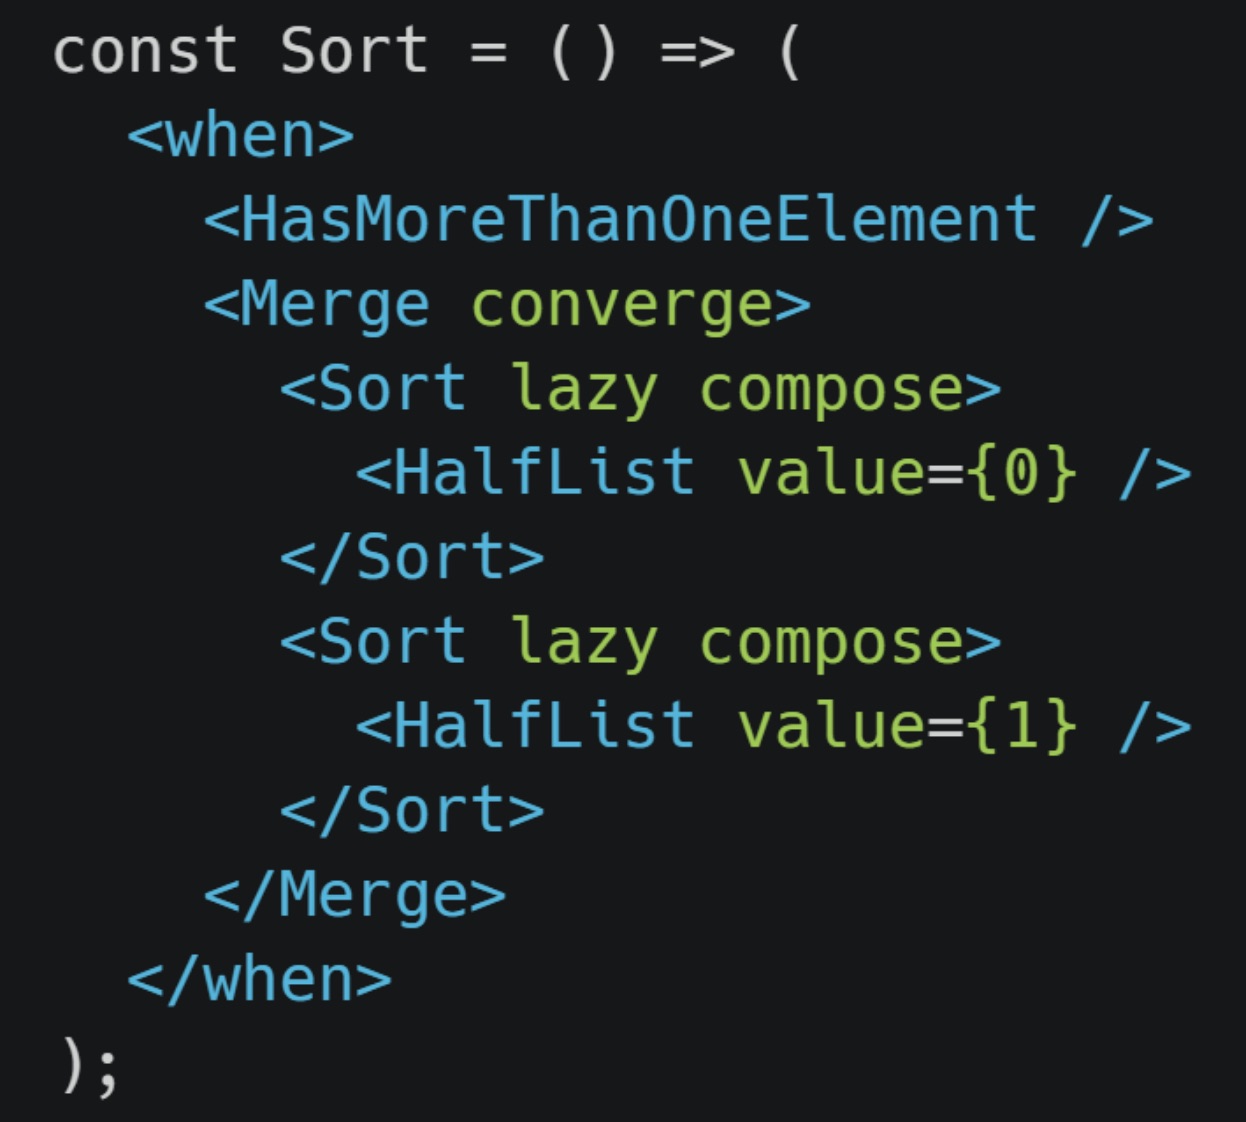 const Sort = () => (
  <when>
    <HasMoreThanOneElement />
    <Merge converge>
      <Sort lazy compose>
        <HalfList value={0} />
      </Sort>
      <Sort lazy compose>
        <HalfList value={1} />
      </Sort>
    </Merge>
  </when>
);